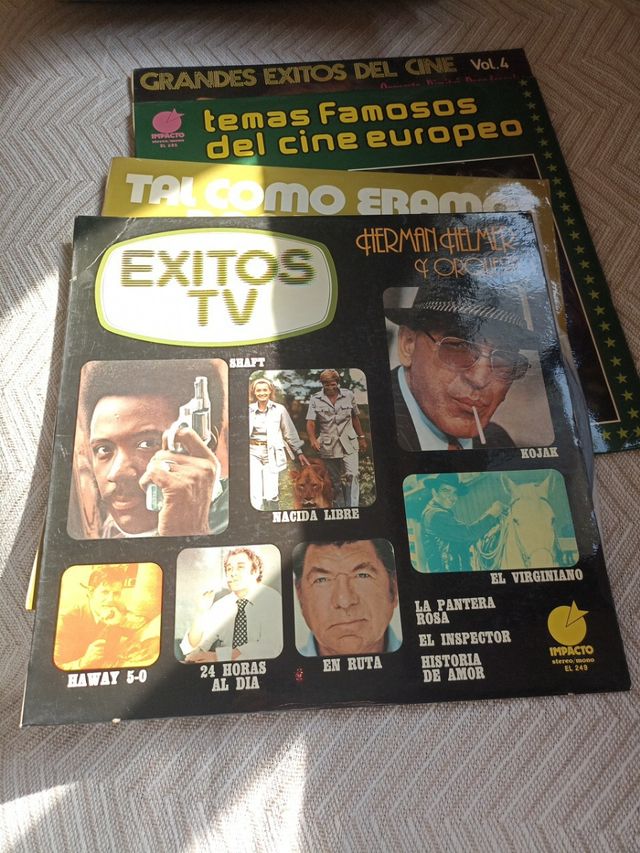 GRANDES EXITOS DEL CINE Vol.4
IMPACTO
stereo/mono
temas famosos
del cine europeo
TAL COMO ERAMOS
EXITOS
TV
HERMAN HELMER
SHAFT
NACIDA LIBRE
KOJAK
EL VIRGINIANO
HAWAY 5-0
24 HORAS
AL DIA
EN RUTA
LA PANTERA
ROSA
EL INSPECTOR
HISTORIA
DE AMOR
IMPACTO
stereo/mono
EL 249